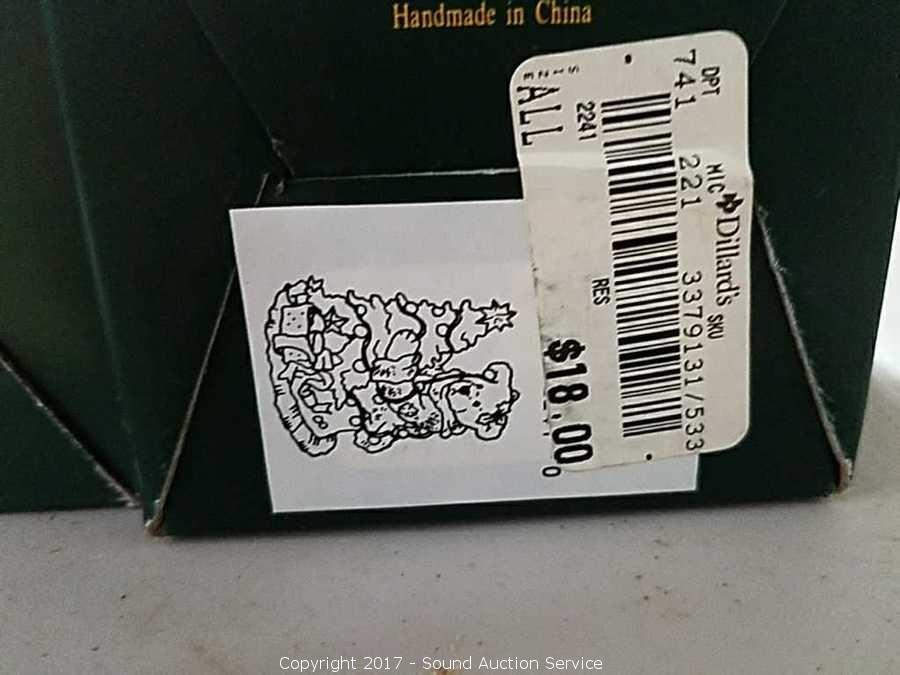 Handmade in China
DPT MIC Dillard's SKU
741 221 3379131/533
2241
SIZE ALL
RES
$18.00
Copyright 2017 - Sound Auction Service